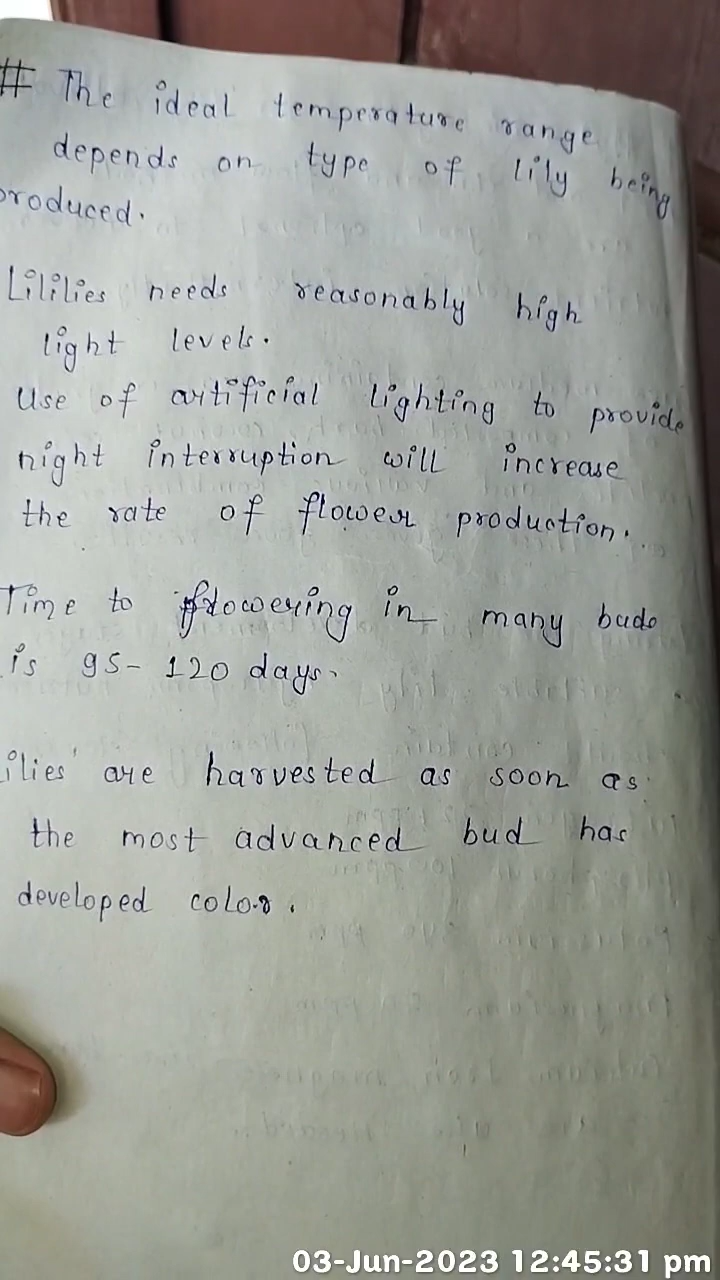 # The ideal temperature range
depends on type of lily being
produced.
Lililies needs reasonably high
light levels.
Use of artificial lighting to provide
night interruption will increase
the rate of flower production.
Time to flowering in many buds
is 95-120 days.
ilies are harvested as soon as
the most advanced bud has
developed color.
03-Jun-2023 12:45:31 pm